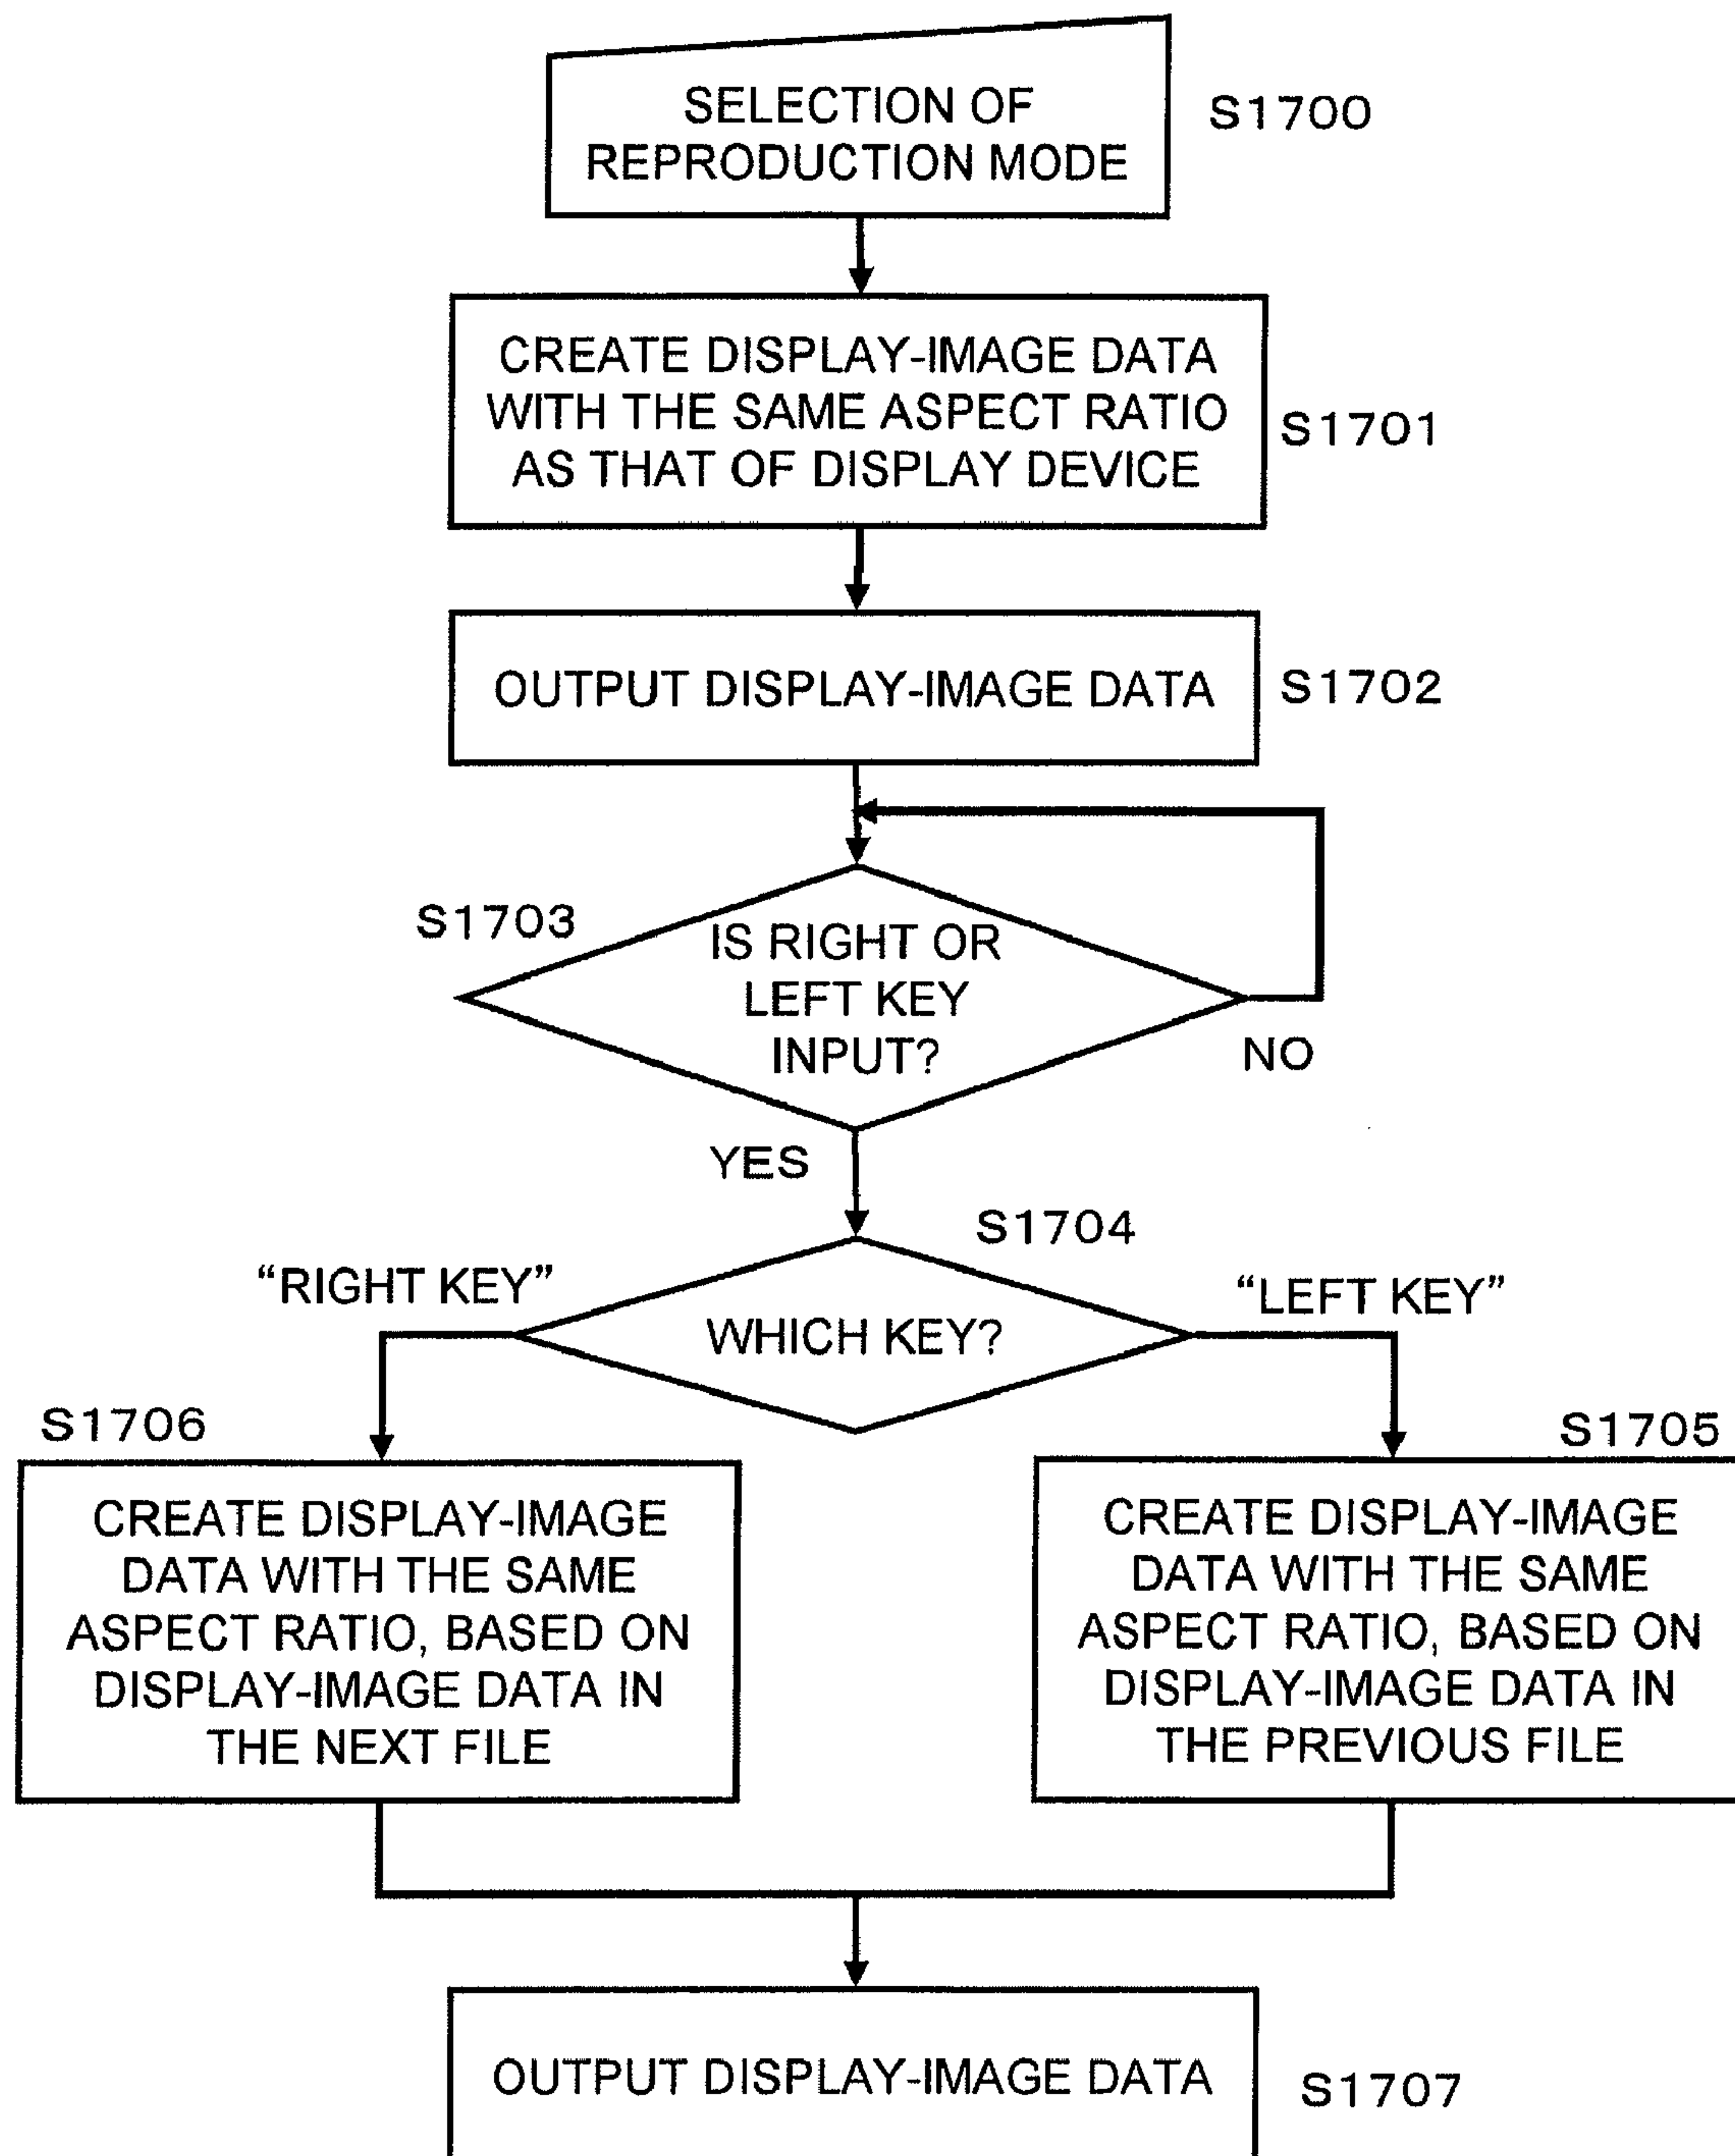 SELECTION OF
REPRODUCTION MODE
S1700
CREATE DISPLAY-IMAGE DATA
WITH THE SAME ASPECT RATIO
AS THAT OF DISPLAY DEVICE
S1701
OUTPUT DISPLAY-IMAGE DATA
S1702
S1703
IS RIGHT OR
LEFT KEY
INPUT?
NO
YES
S1704
“RIGHT KEY”
WHICH KEY?
“LEFT KEY”
S1706
CREATE DISPLAY-IMAGE
DATA WITH THE SAME
ASPECT RATIO, BASED ON
DISPLAY-IMAGE DATA IN
THE NEXT FILE
S1705
CREATE DISPLAY-IMAGE
DATA WITH THE SAME
ASPECT RATIO, BASED ON
DISPLAY-IMAGE DATA IN
THE PREVIOUS FILE
OUTPUT DISPLAY-IMAGE DATA
S1707